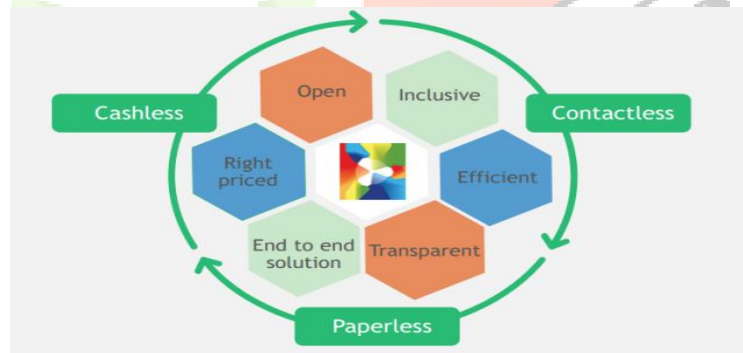 Open
Inclusive
Cashless
Contactless
Right
priced
Efficient
End to end
solution
Transparent
Paperless